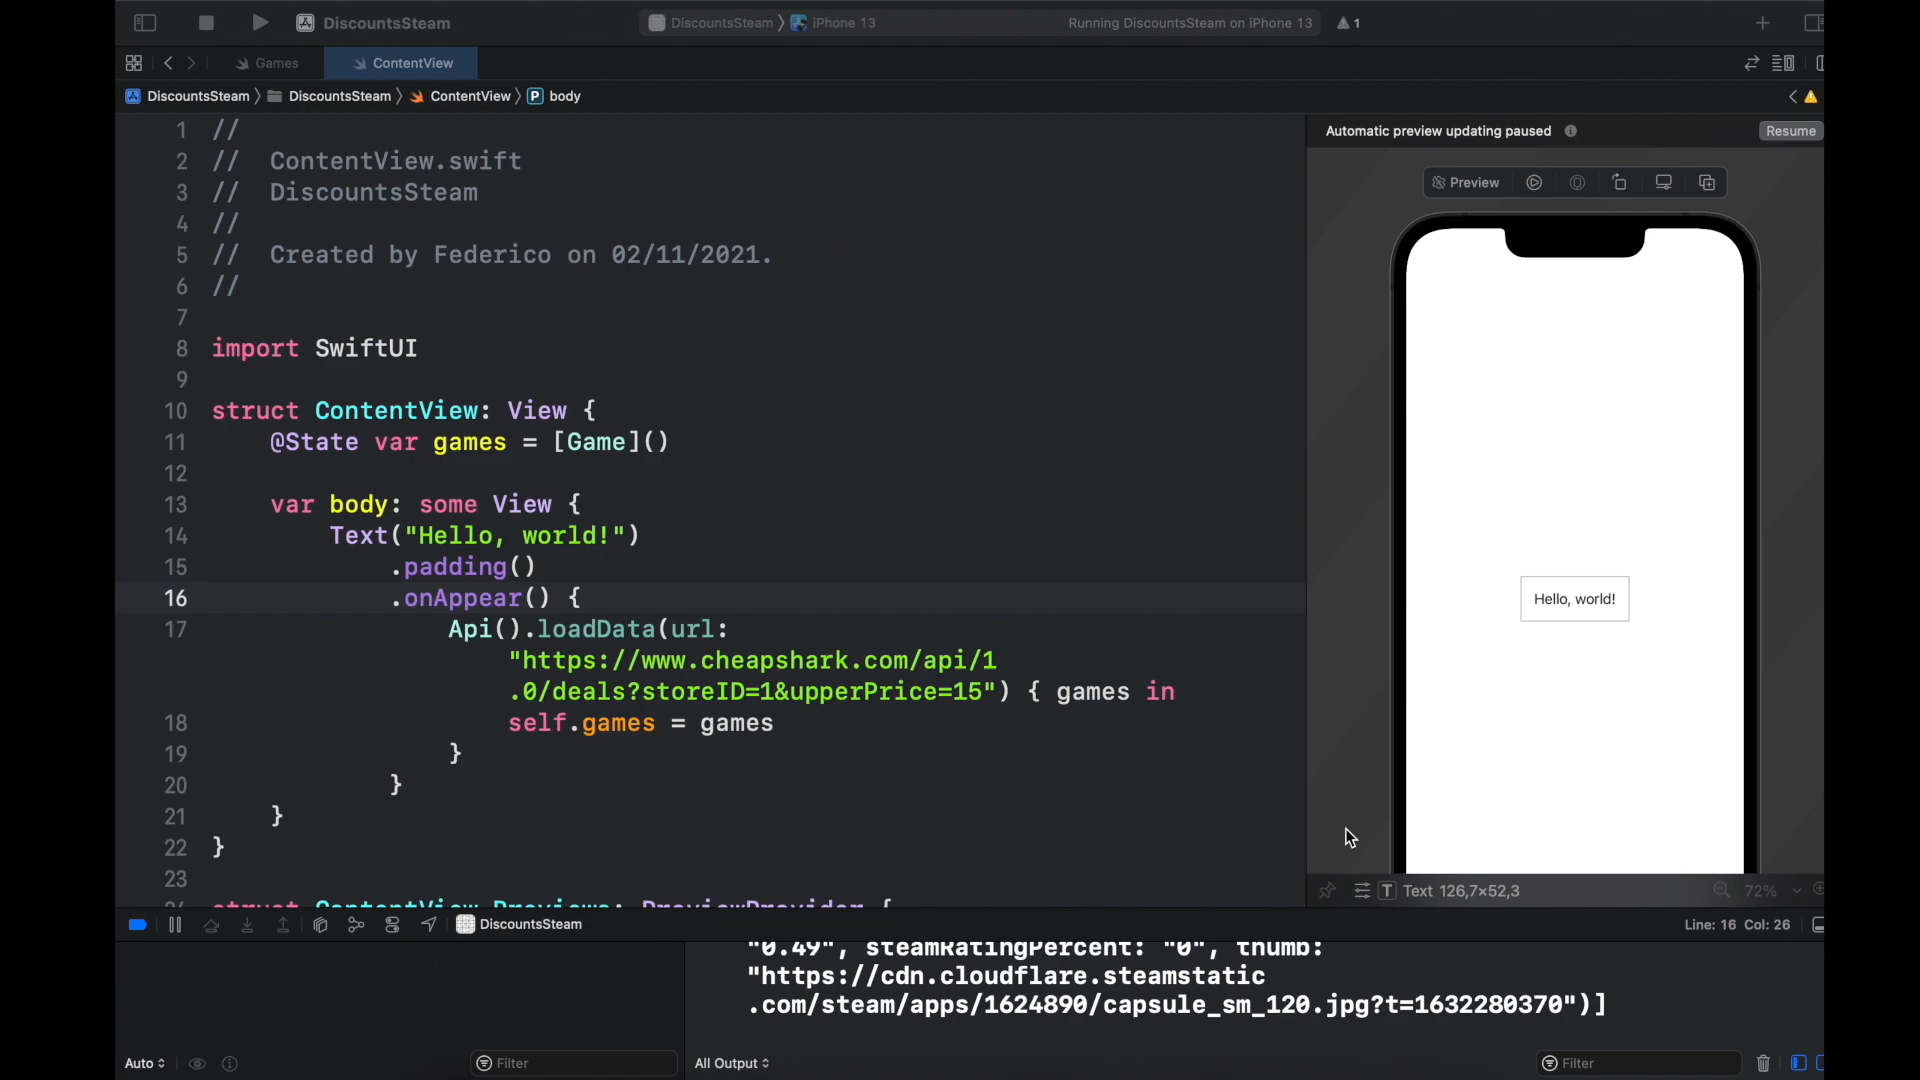 DiscountsSteam
DiscountsSteam 〉 iPhone 13
Running DiscountsSteam on iPhone 13
1
Games
ContentView
DiscountsSteam 〉 DiscountsSteam 〉 ContentView 〉 P body
1 //
2 //  ContentView.swift
3 //  DiscountsSteam
4 //
5 //  Created by Federico on 02/11/2021.
6 //
7
8 import SwiftUI
9
10 struct ContentView: View {
11     @State var games = [Game]()
12
13     var body: some View {
14         Text("Hello, world!")
15             .padding()
16             .onAppear() {
17                 Api().loadData(url:
"https://www.cheapshark.com/api/1
.0/deals?storeID=1&upperPrice=15") { games in
18                     self.games = games
19                 }
20             }
21     }
22 }
23
struct ContentView_Previews: PreviewProvider {
Automatic preview updating paused
Resume
Preview
Hello, world!
T Text 126,7×52,3
72%
DiscountsSteam
Line: 16 Col: 26
"0.49", steamRatingPercent: "0", thumb:
"https://cdn.cloudflare.steamstatic
.com/steam/apps/1624890/capsule_sm_120.jpg?t=1632280370")]
Auto
Filter
All Output
Filter